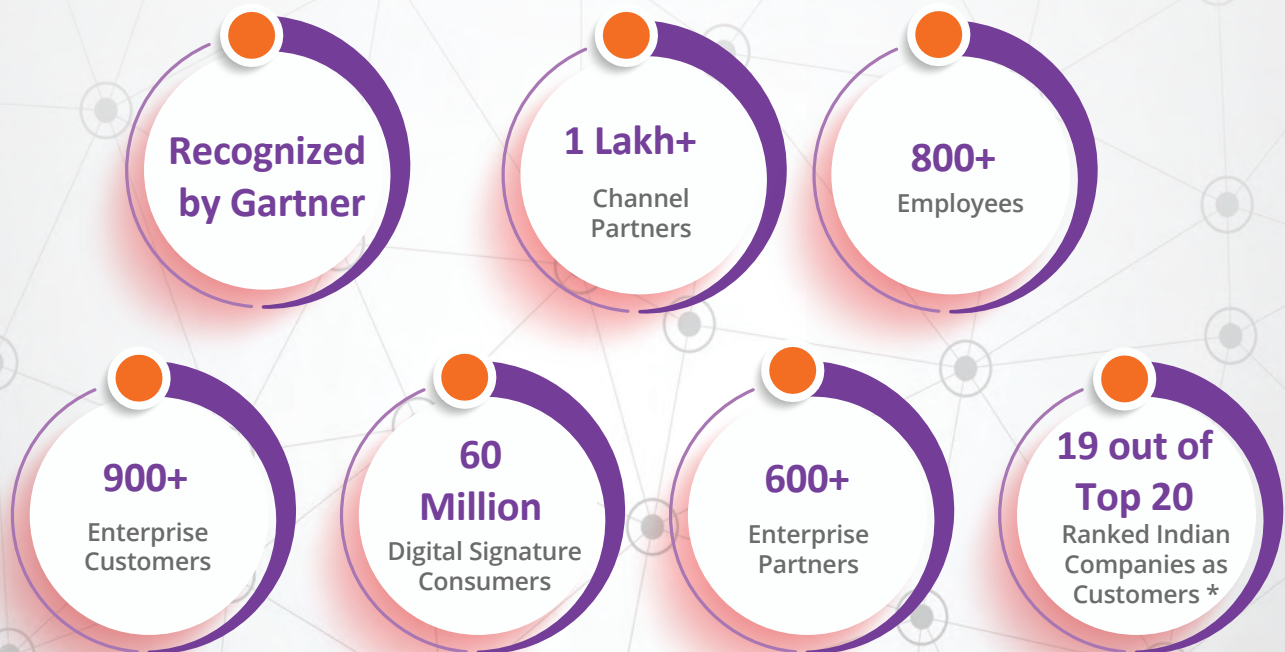 Recognized
by Gartner
1 Lakh+
Channel
Partners
800+
Employees
900+
Enterprise
Customers
60
Million
Digital Signature
Consumers
600+
Enterprise
Partners
19 out of
Top 20
Ranked Indian
Companies as
Customers *